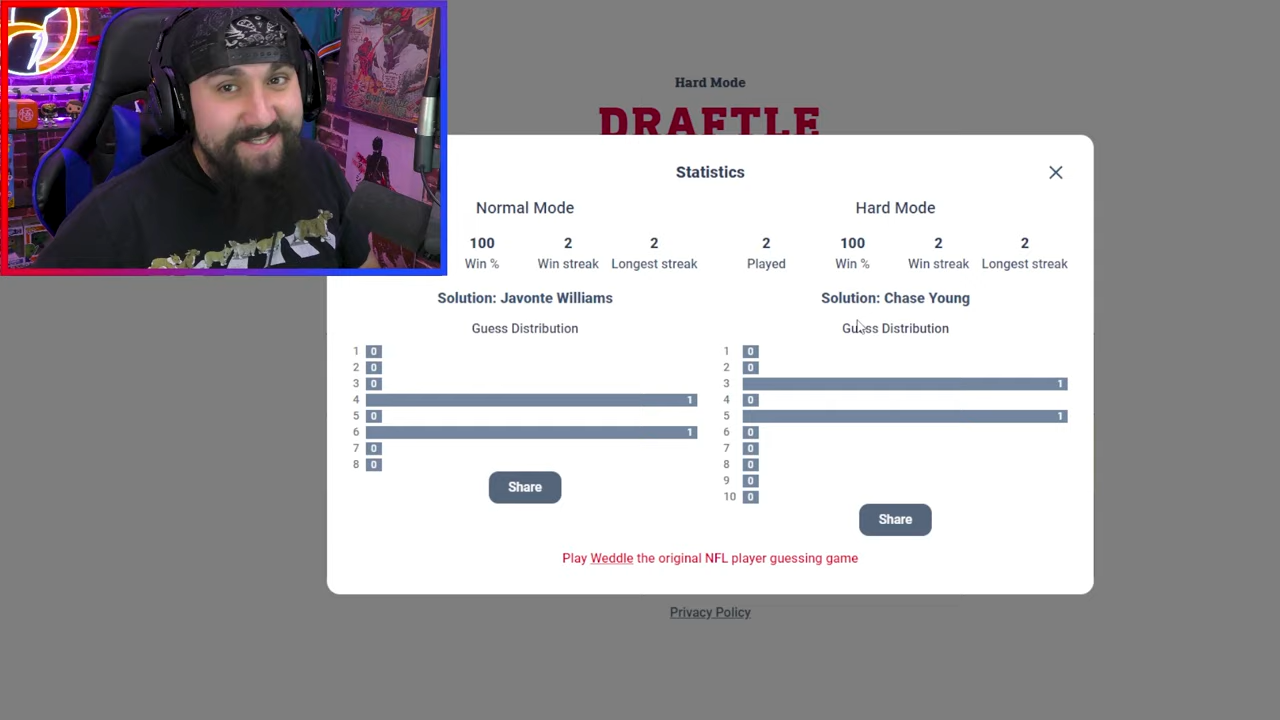 Hard Mode
DRAFTLE
Statistics
Normal Mode
100
Win %
2
Win streak
2
Longest streak
Solution: Javonte Williams
Guess Distribution
1 0
2 0
3 0
4 1
5 0
6 1
7 0
8 0
Share
Hard Mode
2
Played
100
Win %
2
Win streak
2
Longest streak
Solution: Chase Young
Guess Distribution
1 0
2 0
3 1
4 0
5 1
6 0
7 0
8 0
9 0
10 0
Share
Play Weddle the original NFL player guessing game
Privacy Policy